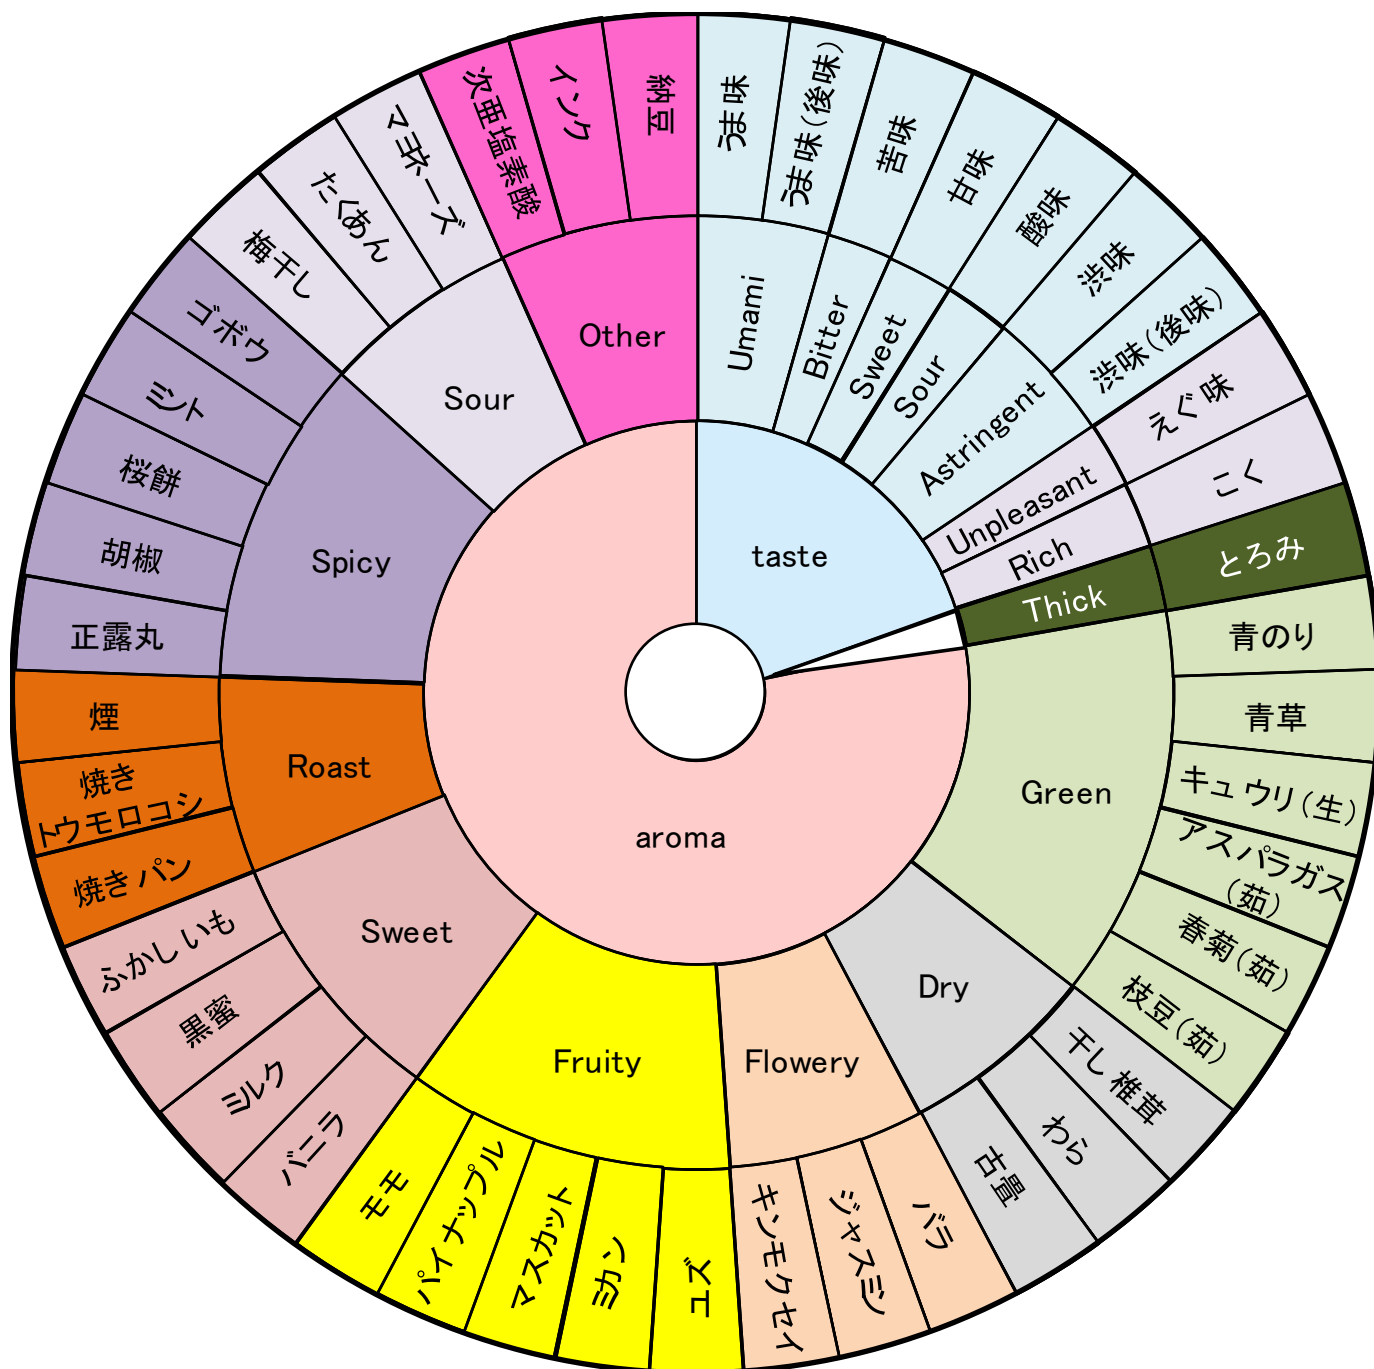 taste
aroma
Umami
Bitter
Sweet
Sour
Astringent
Unpleasant
Rich
Thick
Green
Dry
Flowery
Fruity
Sweet
Roast
Spicy
Sour
Other
うま味
うま味(後味)
苦味
甘味
酸味
渋味
渋味(後味)
えぐ味
こく
とろみ
青のり
青草
キュウリ(生)
アスパラガス
(茹)
春菊(茹)
枝豆(茹)
干し椎茸
わら
古畳
バラ
ジャスミン
キンモクセイ
ユズ
ミカン
マスカット
パイナップル
モモ
バニラ
ミルク
黒蜜
ふかしいも
焼きパン
焼き
トウモロコシ
煙
正露丸
胡椒
桜餅
ミント
ゴボウ
梅干し
たくあん
マヨネーズ
次亜塩素酸
インク
納豆